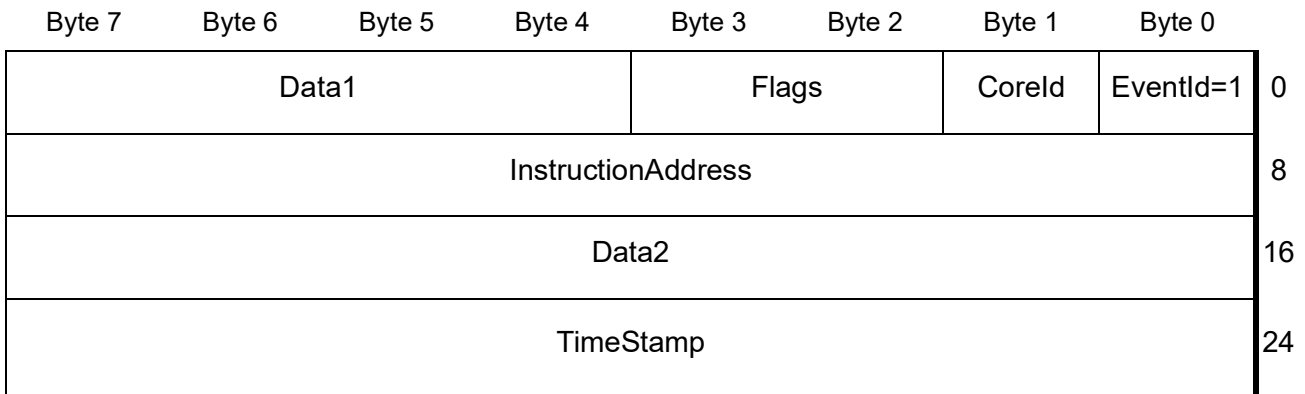 Byte 7 Byte 6 Byte 5 Byte 4 Byte 3 Byte 2 Byte 1 Byte 0
Data1 Flags CoreId EventId=1 0
InstructionAddress 8
Data2 16
TimeStamp 24